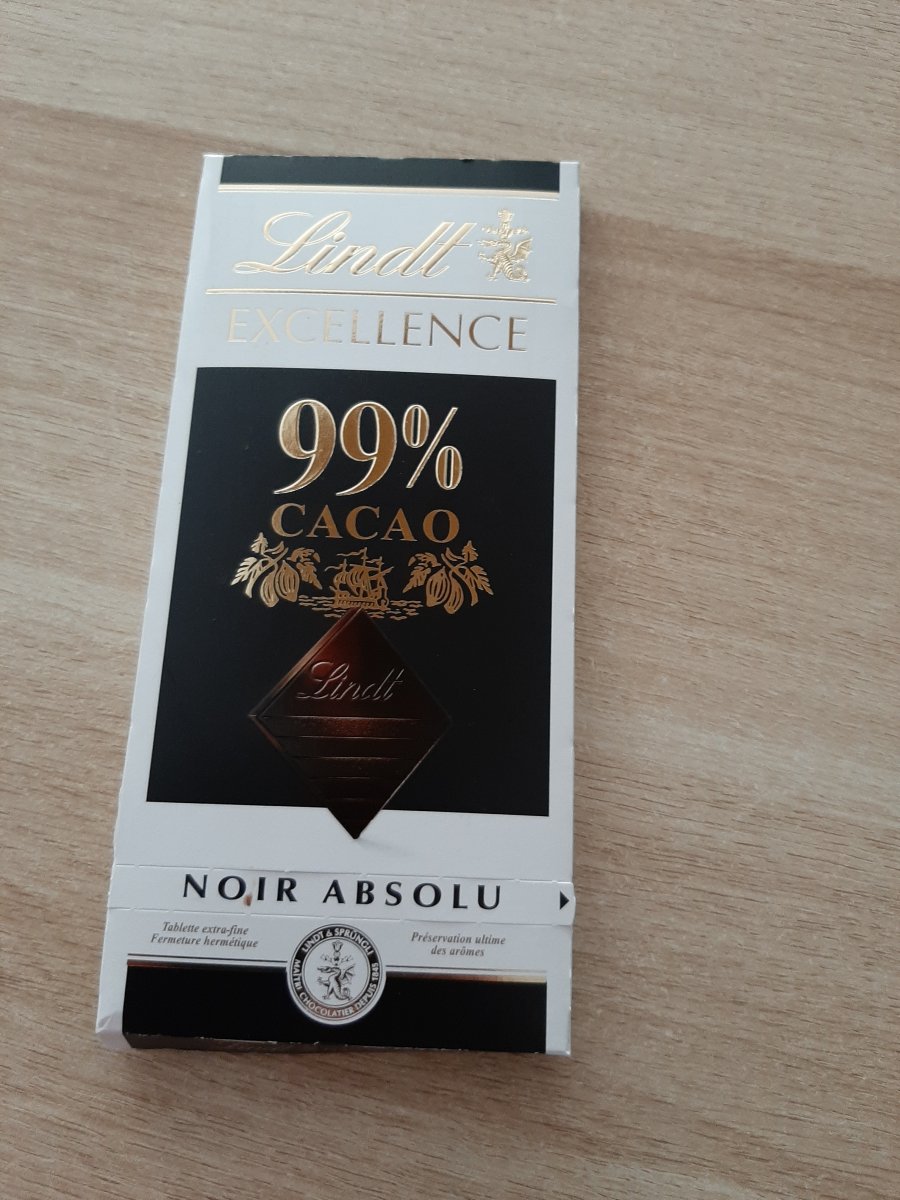 Lindt
EXCELLENCE
99%
CACAO
Lindt
NOIR ABSOLU
Tablette extra-fine
Fermeture hermétique
Préservation ultime
des arômes
LINDT & SPRÜNGLI
MAÎTRE CHOCOLATIER DEPUIS 1845